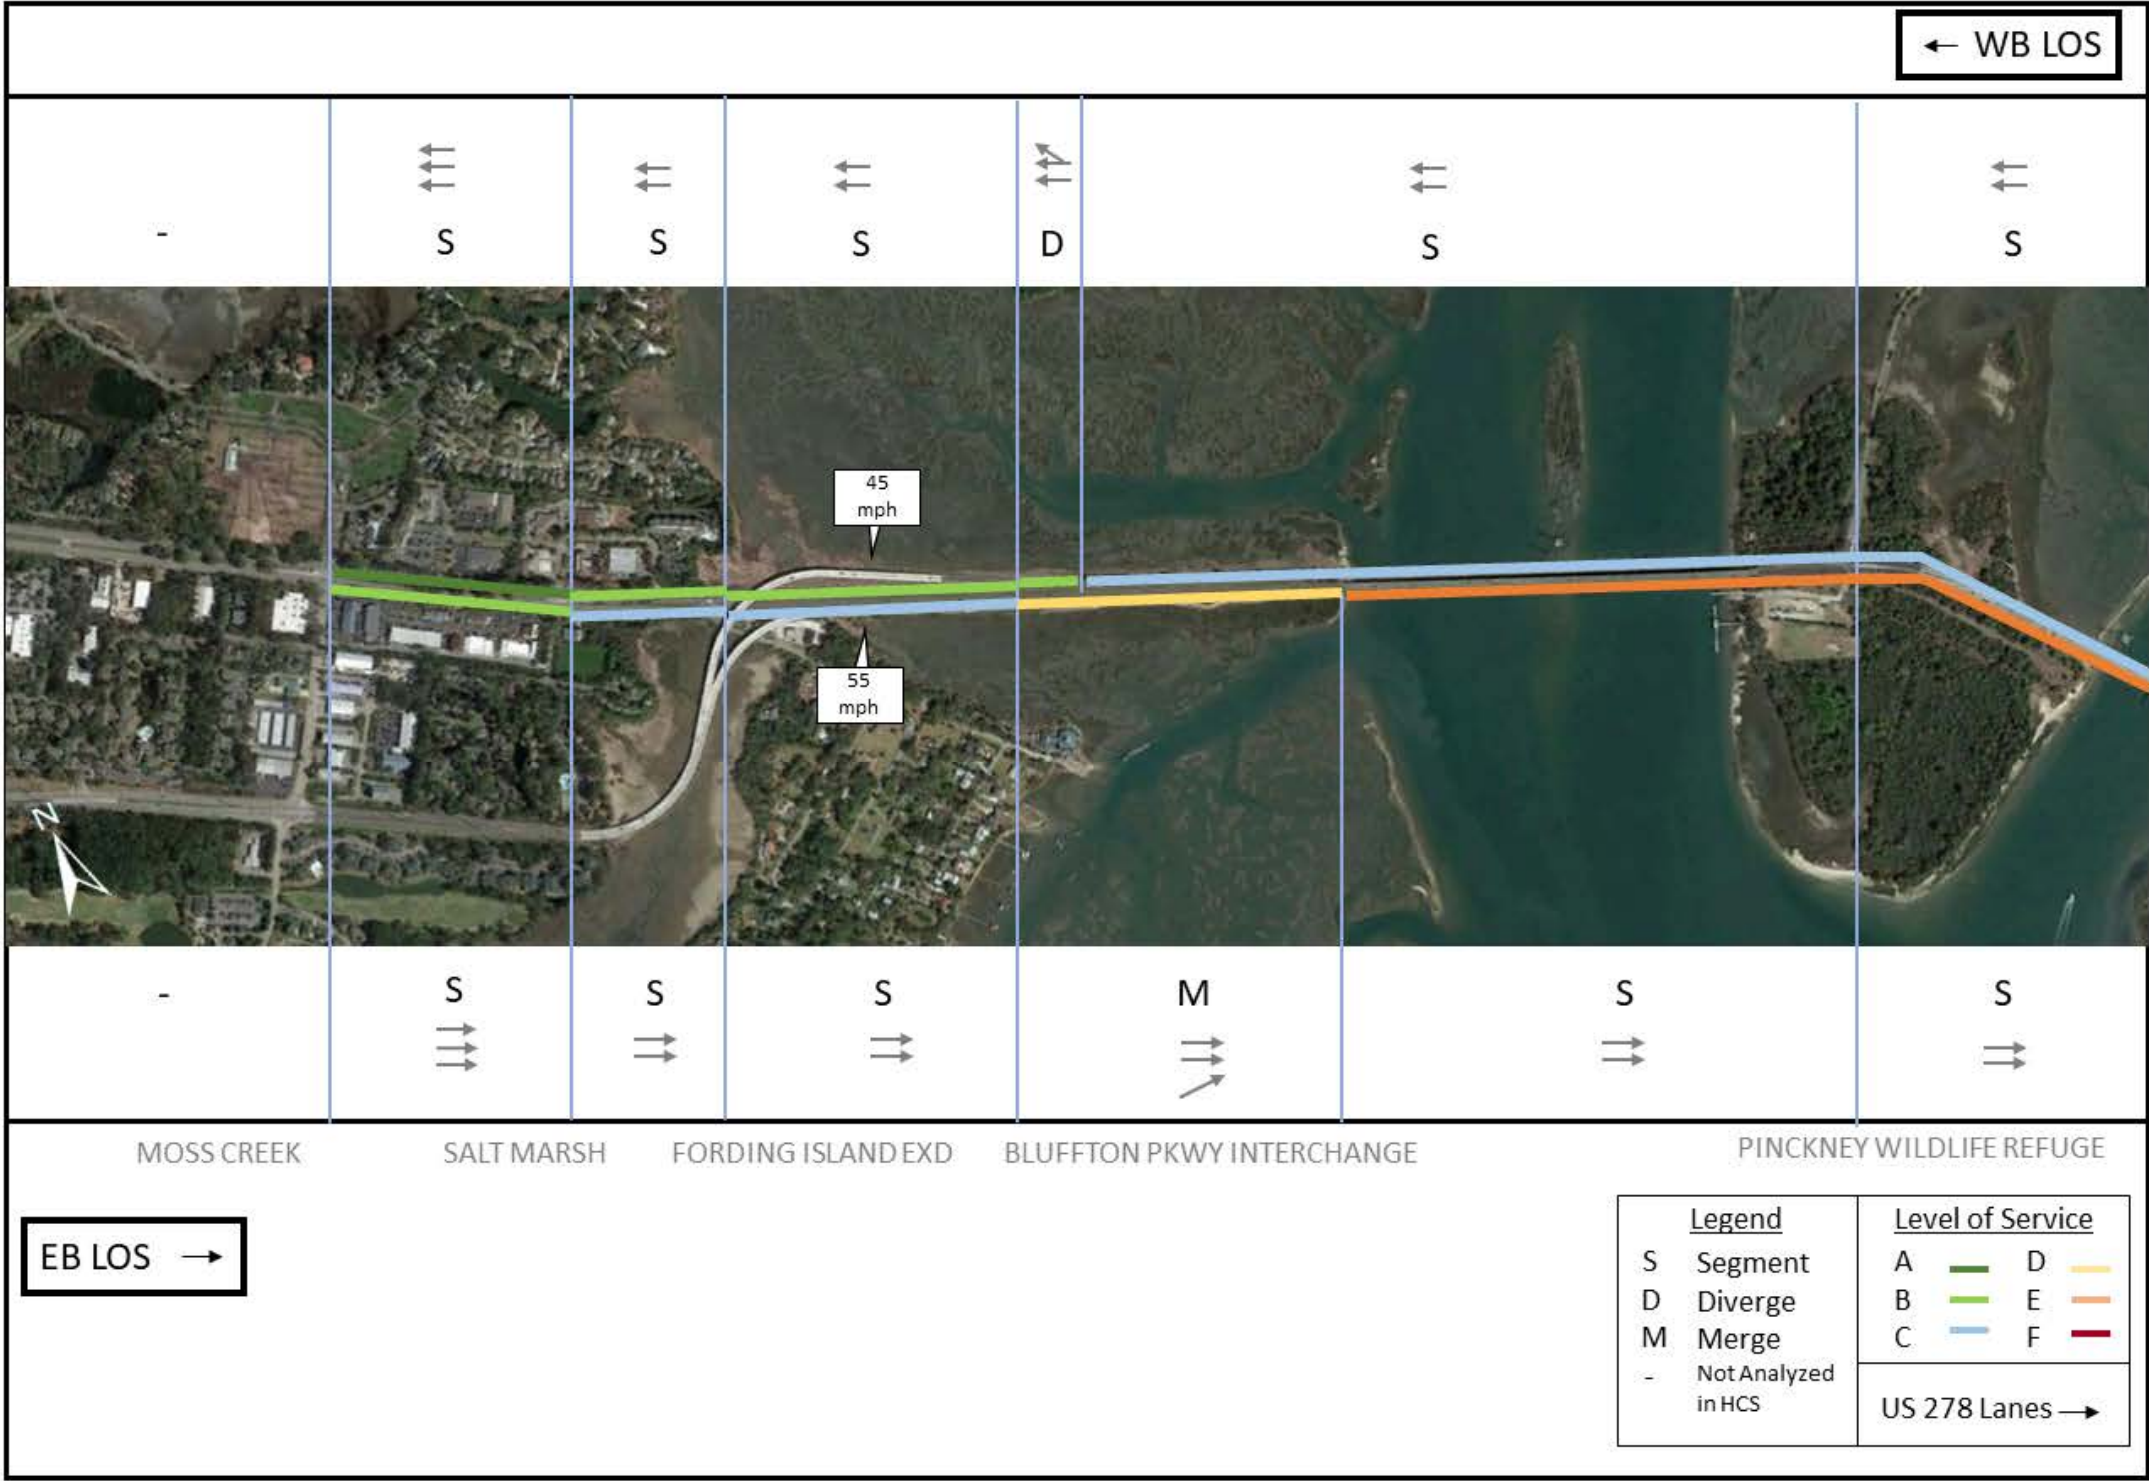 ← WB LOS
- S S S D S S
45
mph
55
mph
N
- S S S M S S
MOSS CREEK SALT MARSH FORDING ISLAND EXD BLUFFTON PKWY INTERCHANGE PINCKNEY WILDLIFE REFUGE
EB LOS →
Legend
S Segment
D Diverge
M Merge
- Not Analyzed
in HCS
Level of Service
A D
B E
C F
US 278 Lanes →